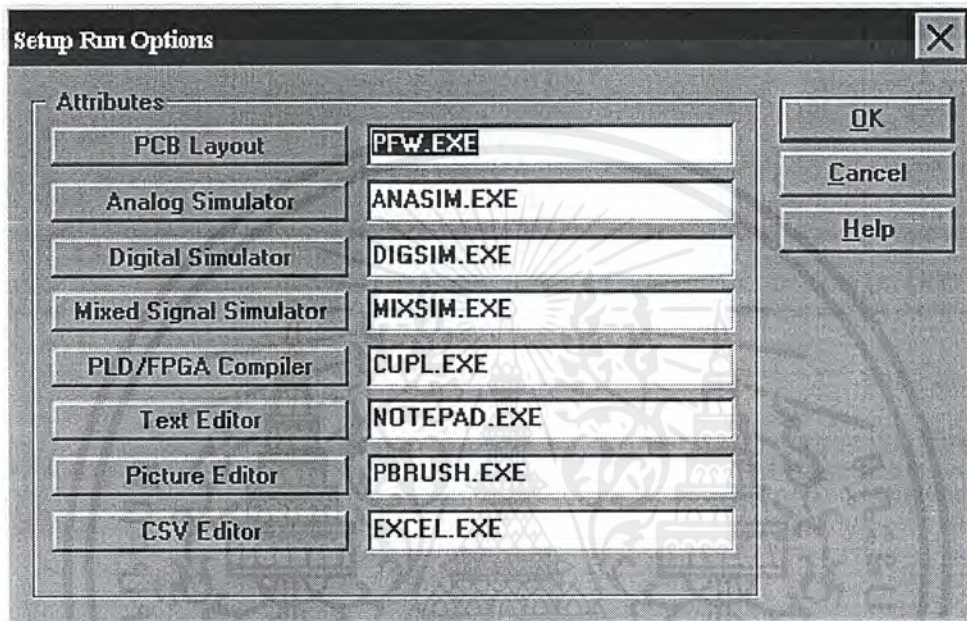 Setup Run Options
Attributes
PCB Layout PFW.EXE
Analog Simulator ANASIM.EXE
Digital Simulator DIGSIM.EXE
Mixed Signal Simulator MIXSIM.EXE
PLD/FPGA Compiler CUPL.EXE
Text Editor NOTEPAD.EXE
Picture Editor PBRUSH.EXE
CSV Editor EXCEL.EXE
OK
Cancel
Help